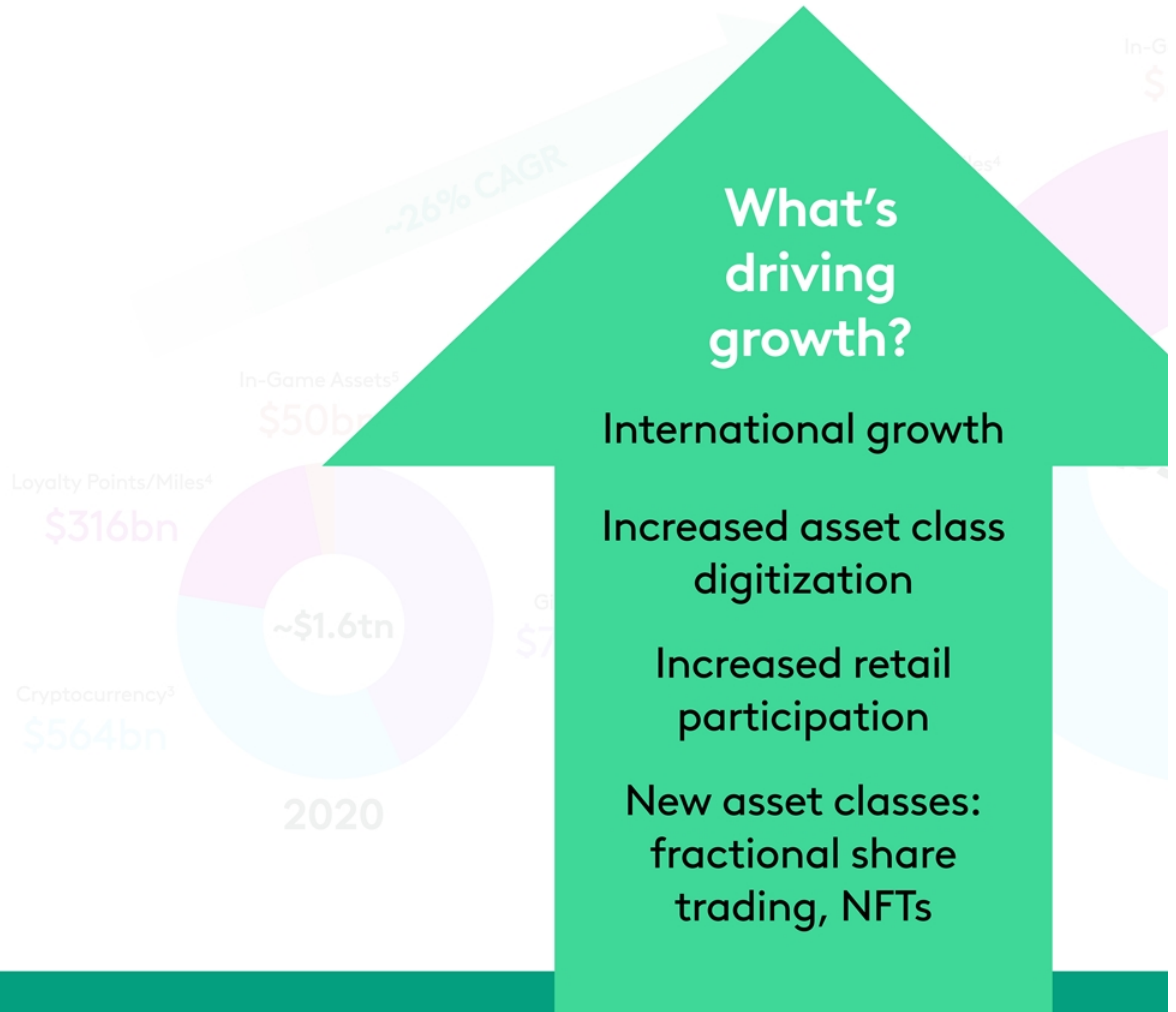 ~26% CAGR
In-Game Assets⁵
$50bn
Loyalty Points/Miles⁴
$316bn
~$1.6tn
Cryptocurrency³
$564bn
2020
What’s
driving
growth?
International growth
Increased asset class
digitization
Increased retail
participation
New asset classes:
fractional share
trading, NFTs